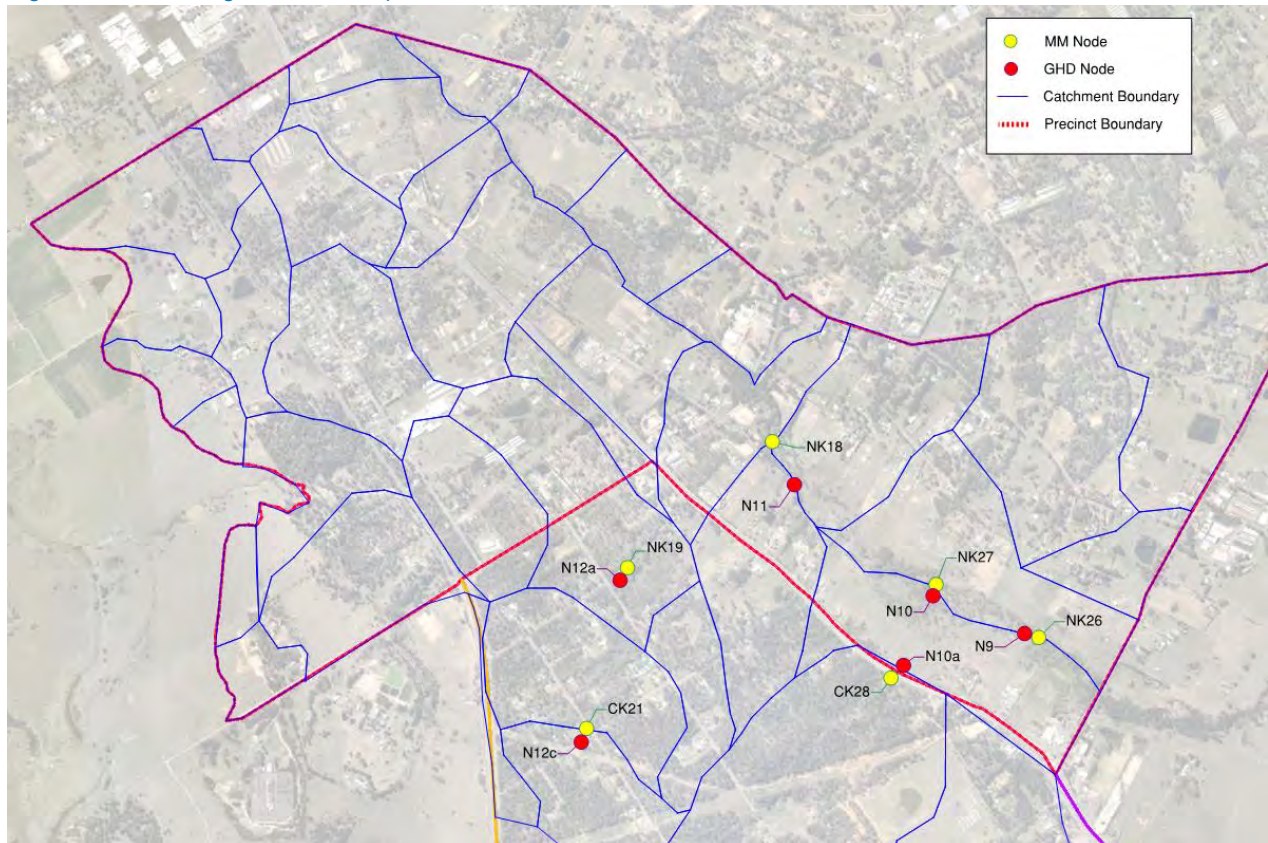 MM Node
GHD Node
Catchment Boundary
Precinct Boundary
NK18
N11
NK19
N12a
NK27
N10
NK26
N9
N10a
CK28
CK21
N12c